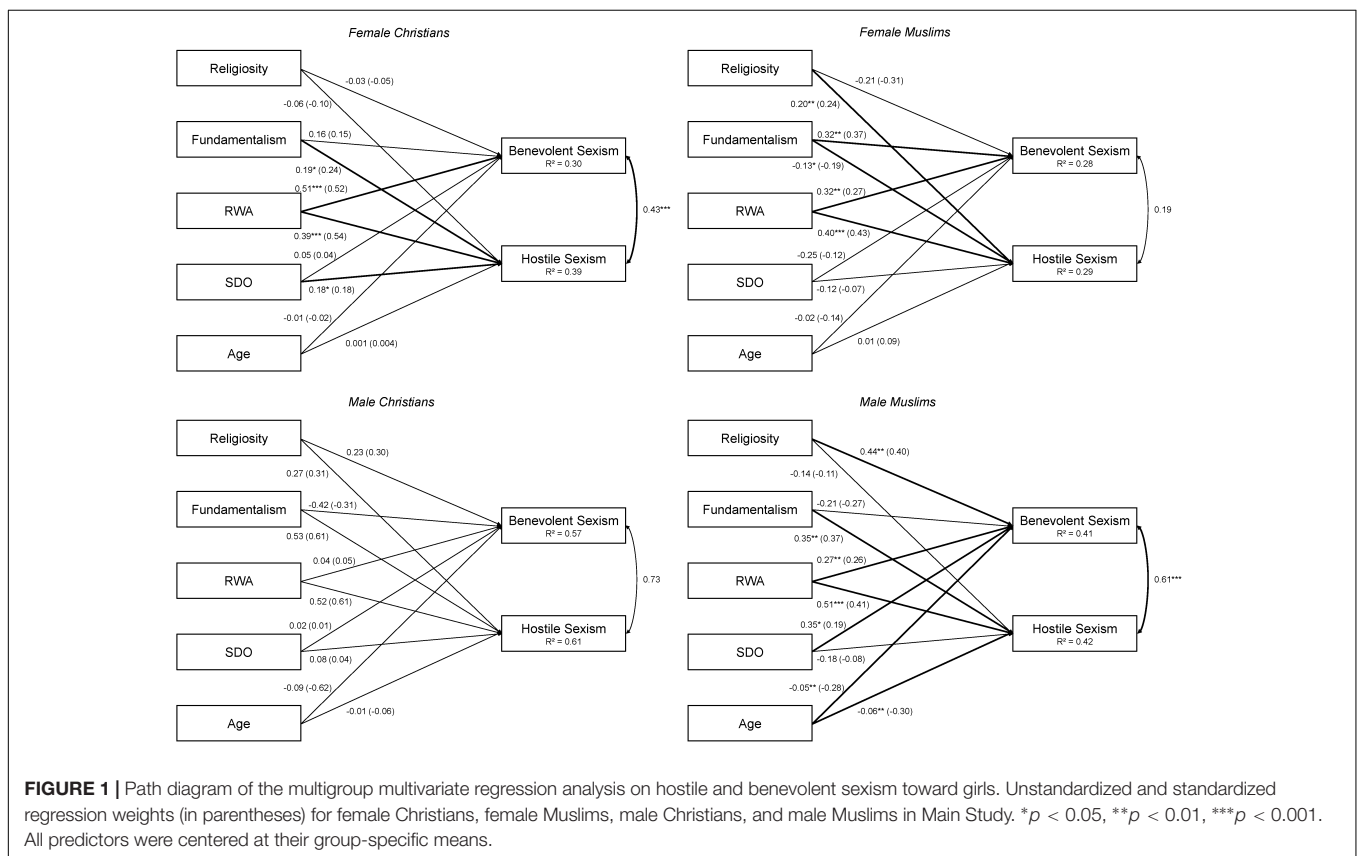 Female Christians
Religiosity
-0.03 (-0.05)
-0.06 (-0.10)
Fundamentalism
0.16 (0.15)
Benevolent Sexism
R² = 0.30
0.19* (0.24)
0.51*** (0.52)
RWA
0.43***
0.39*** (0.54)
0.05 (0.04)
Hostile Sexism
R² = 0.39
SDO
0.18* (0.18)
-0.01 (-0.02)
0.001 (0.004)
Age
Female Muslims
Religiosity
-0.21 (-0.31)
0.20** (0.24)
Fundamentalism
0.32** (0.37)
Benevolent Sexism
R² = 0.28
-0.13* (-0.19)
0.32** (0.27)
RWA
0.19
0.40*** (0.43)
-0.25 (-0.12)
Hostile Sexism
R² = 0.29
SDO
-0.12 (-0.07)
-0.02 (-0.14)
0.01 (0.09)
Age
Male Christians
Religiosity
0.23 (0.30)
0.27 (0.31)
Fundamentalism
-0.42 (-0.31)
Benevolent Sexism
R² = 0.57
0.53 (0.61)
0.04 (0.05)
RWA
0.73
0.52 (0.61)
0.02 (0.01)
Hostile Sexism
R² = 0.61
SDO
0.08 (0.04)
-0.09 (-0.62)
-0.01 (-0.06)
Age
Male Muslims
Religiosity
0.44** (0.40)
-0.14 (-0.11)
Fundamentalism
-0.21 (-0.27)
Benevolent Sexism
R² = 0.41
0.35** (0.37)
0.27** (0.26)
RWA
0.61***
0.51*** (0.41)
0.35* (0.19)
Hostile Sexism
R² = 0.42
SDO
-0.18 (-0.08)
-0.05** (-0.28)
-0.06** (-0.30)
Age
FIGURE 1 | Path diagram of the multigroup multivariate regression analysis on hostile and benevolent sexism toward girls. Unstandardized and standardized
regression weights (in parentheses) for female Christians, female Muslims, male Christians, and male Muslims in Main Study. *p < 0.05, **p < 0.01, ***p < 0.001.
All predictors were centered at their group-specific means.